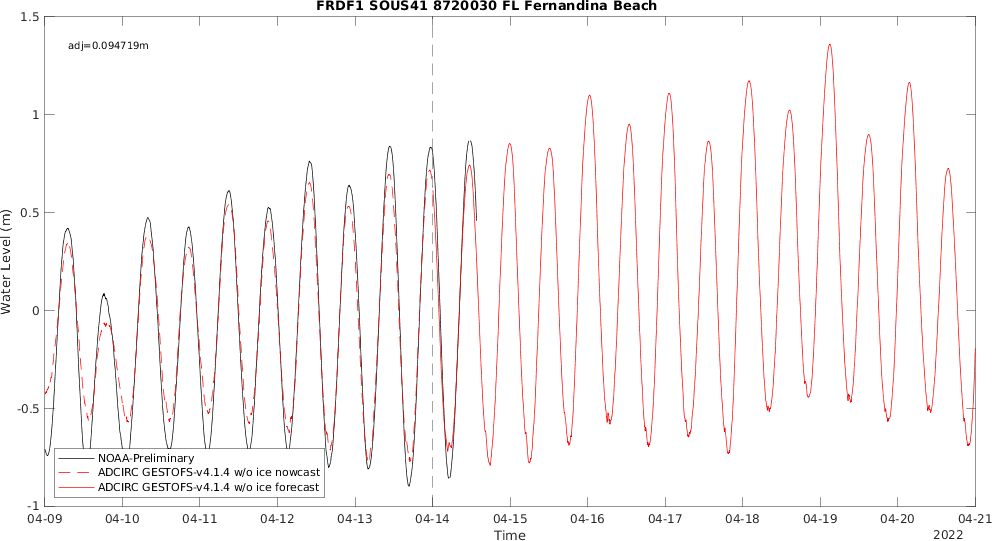 FRDF1 SOUS41 8720030 FL Fernandina Beach
adj=0.094719m
1.5
1
0.5
0
-0.5
-1
Water Level (m)
NOAA-Preliminary
ADCIRC GESTOFS-v4.1.4 w/o ice nowcast
ADCIRC GESTOFS-v4.1.4 w/o ice forecast
04-09 04-10 04-11 04-12 04-13 04-14 04-15 04-16 04-17 04-18 04-19 04-20 04-21
Time
2022